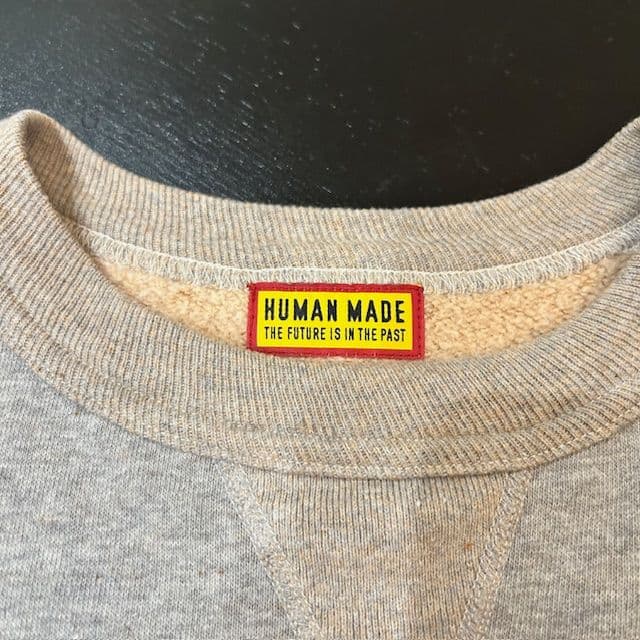 HUMAN MADE
THE FUTURE IS IN THE PAST